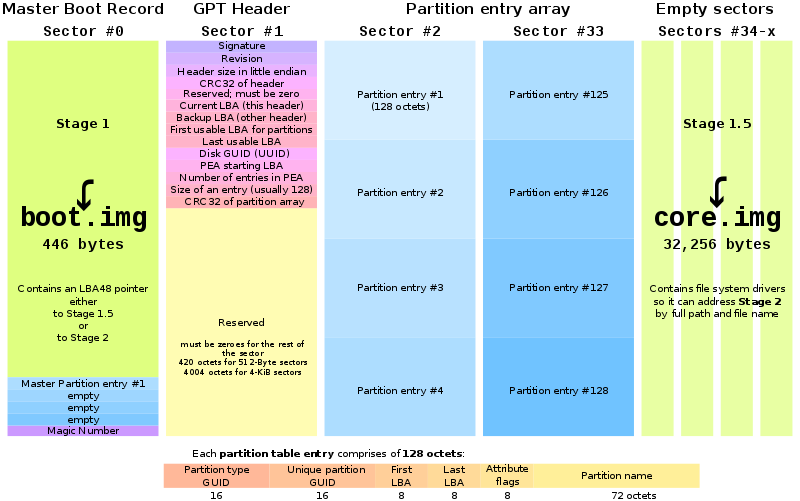 Master Boot Record
Sector #0
Stage 1
boot.img
446 bytes
Contains an LBA48 pointer
either
to Stage 1.5
or
to Stage 2
Master Partition entry #1
empty
empty
empty
Magic Number
GPT Header
Sector #1
Signature
Revision
Header size in little endian
CRC32 of header
Reserved; must be zero
Current LBA (this header)
Backup LBA (other header)
First usable LBA for partitions
Last usable LBA
Disk GUID (UUID)
PEA starting LBA
Number of entries in PEA
Size of an entry (usually 128)
CRC32 of partition array
Reserved
must be zeroes for the rest of
the sector
420 octets for 512-Byte sectors
4004 octets for 4-KiB sectors
Partition entry array
Sector #2
Partition entry #1
(128 octets)
Partition entry #2
Partition entry #3
Partition entry #4
Sector #33
Partition entry #125
Partition entry #126
Partition entry #127
Partition entry #128
Empty sectors
Sectors #34-x
Stage 1.5
core.img
32,256 bytes
Contains file system drivers
so it can address Stage 2
by full path and file name
Each partition table entry comprises of 128 octets:
Partition type
GUID
Unique partition
GUID
First
LBA
Last
LBA
Attribute
flags
Partition name
16 16 8 8 8 72 octets